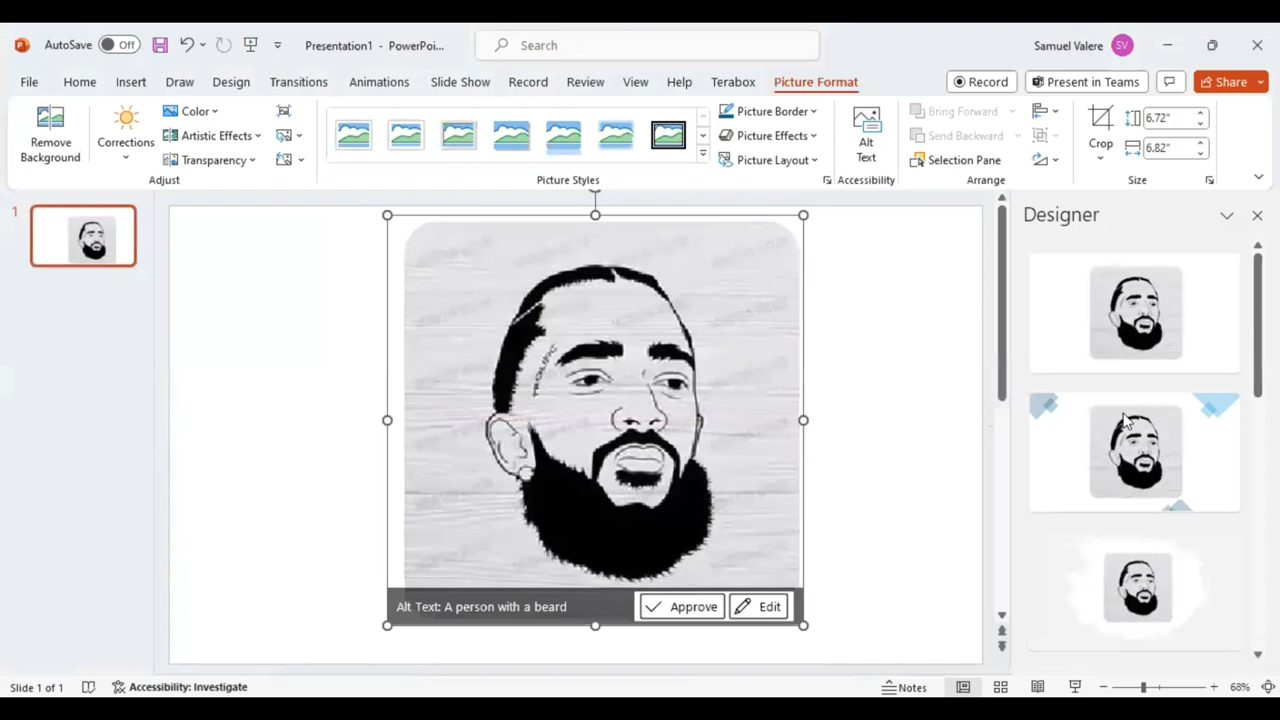 AutoSave Off Presentation1 - PowerPoi... Search Samuel Valere SV
File Home Insert Draw Design Transitions Animations Slide Show Record Review View Help Terabox Picture Format Record Present in Teams Share
Remove Background
Corrections
Color
Artistic Effects
Transparency
Adjust
Picture Border
Picture Effects
Picture Layout
Picture Styles
Alt Text
Accessibility
Bring Forward
Send Backward
Selection Pane
Arrange
Crop
6.72"
6.82"
Size
1
Designer
Alt Text: A person with a beard Approve Edit
Slide 1 of 1 Accessibility: Investigate Notes 68%